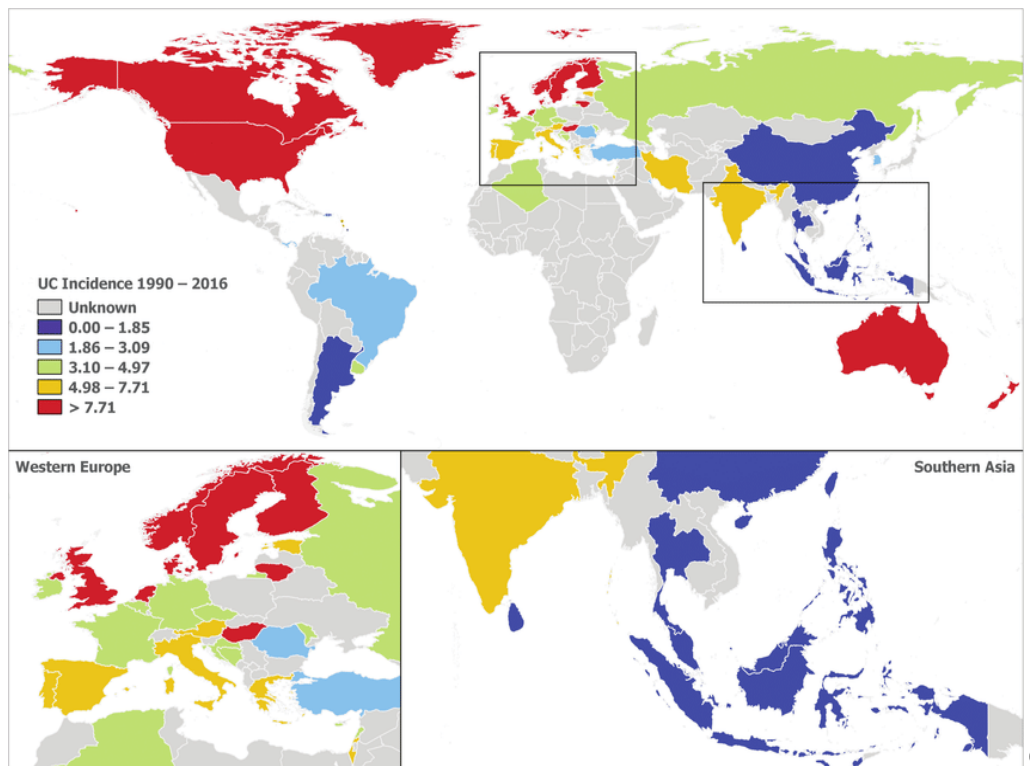 UC Incidence 1990 – 2016
Unknown
0.00 – 1.85
1.86 – 3.09
3.10 – 4.97
4.98 – 7.71
> 7.71
Western Europe
Southern Asia